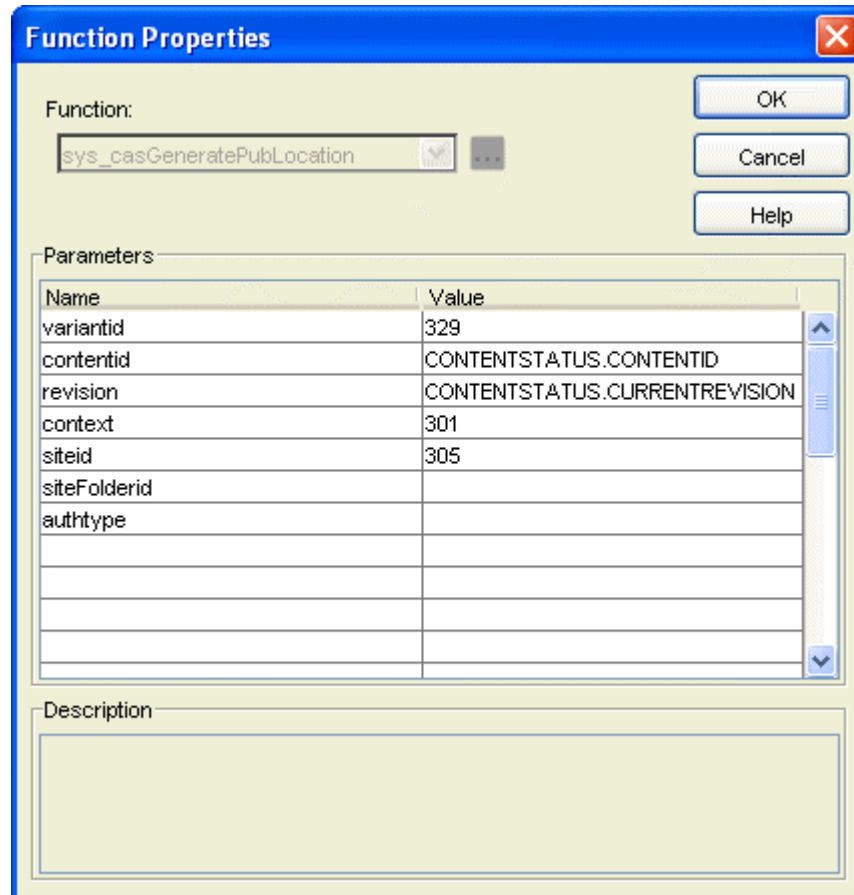 Function Properties
OK
Function:
sys_casGeneratePubLocation ...
Cancel
Help
Parameters
Name Value
variantid 329
contentid CONTENTSTATUS.CONTENTID
revision CONTENTSTATUS.CURRENTREVISION
context 301
siteid 305
siteFolderid
authtype
Description